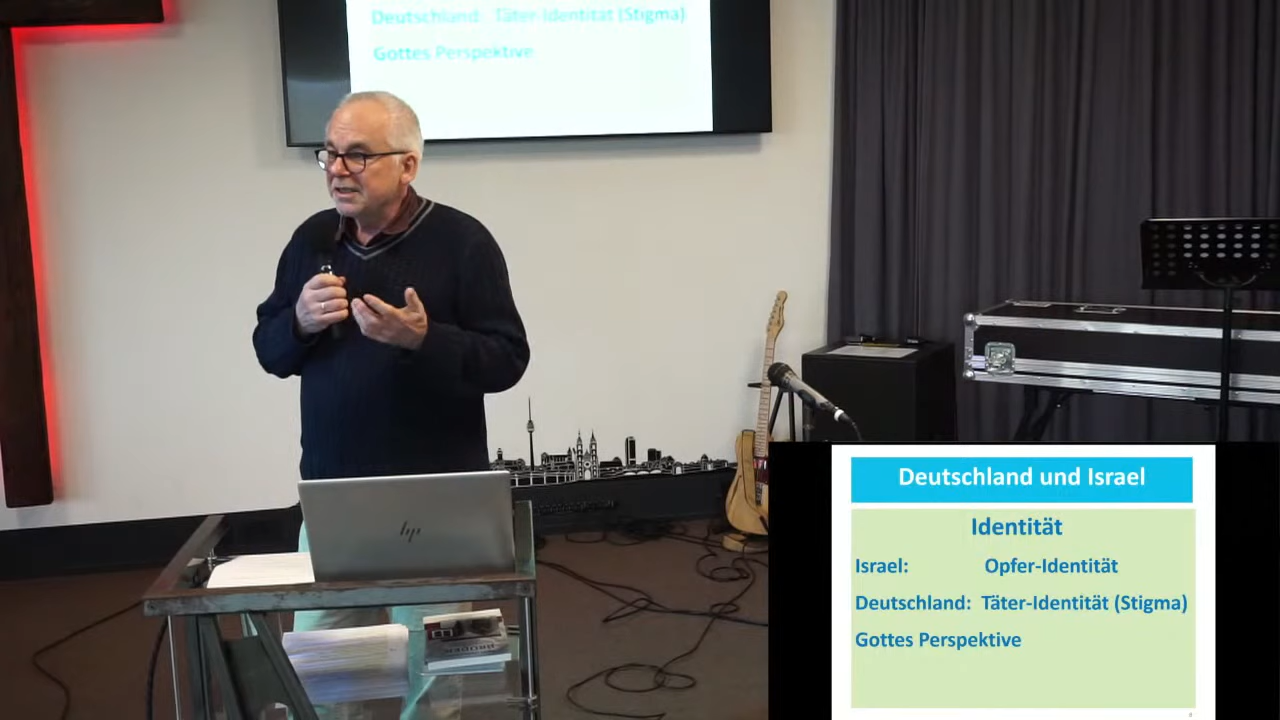 Deutschland: Täter-Identität (Stigma)
Gottes Perspektive
hp
Deutschland und Israel
Identität
Israel: Opfer-Identität
Deutschland: Täter-Identität (Stigma)
Gottes Perspektive